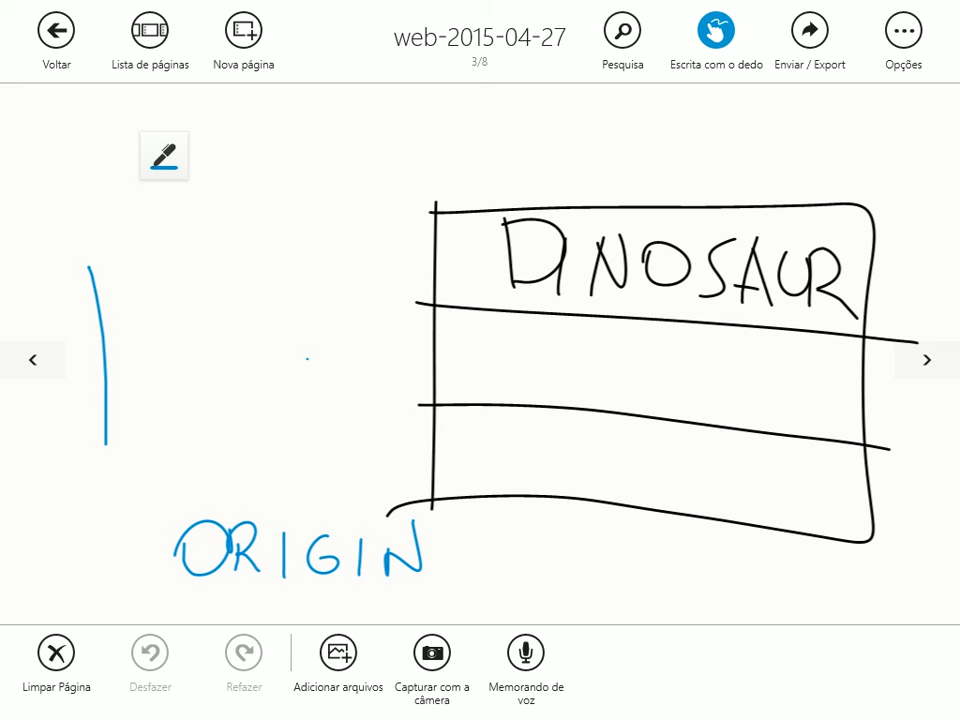 web-2015-04-27
3/8
Voltar
Lista de páginas
Nova página
Pesquisa
Escrita com o dedo
Enviar / Export
Opções
DINOSAUR
ORIGIN
Limpar Página
Desfazer
Refazer
Adicionar arquivos
Capturar com a
câmera
Memorando de
voz